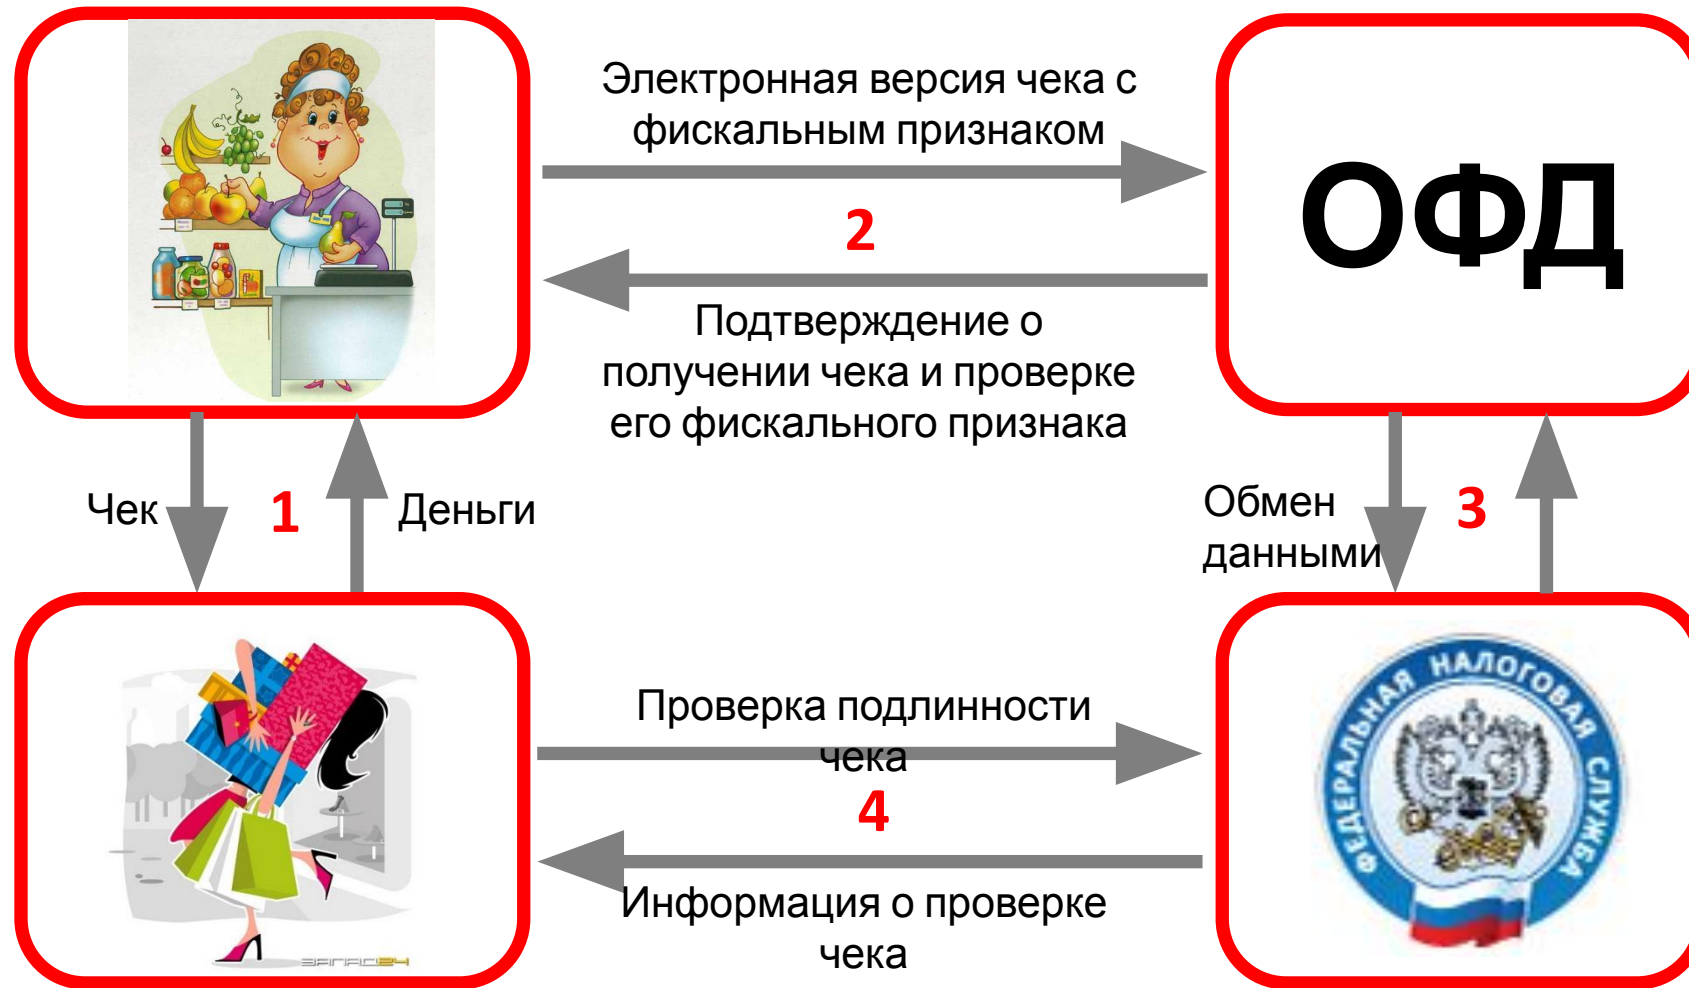 Электронная версия чека с
фискальным признаком
2
ОФД
Подтверждение о
получении чека и проверке
его фискального признака
Чек
1
Деньги
Обмен
данными
3
Проверка подлинности
чека
4
Информация о проверке
чека
ФЕДЕРАЛЬНАЯ НАЛОГОВАЯ СЛУЖБА
ЗАПАD24